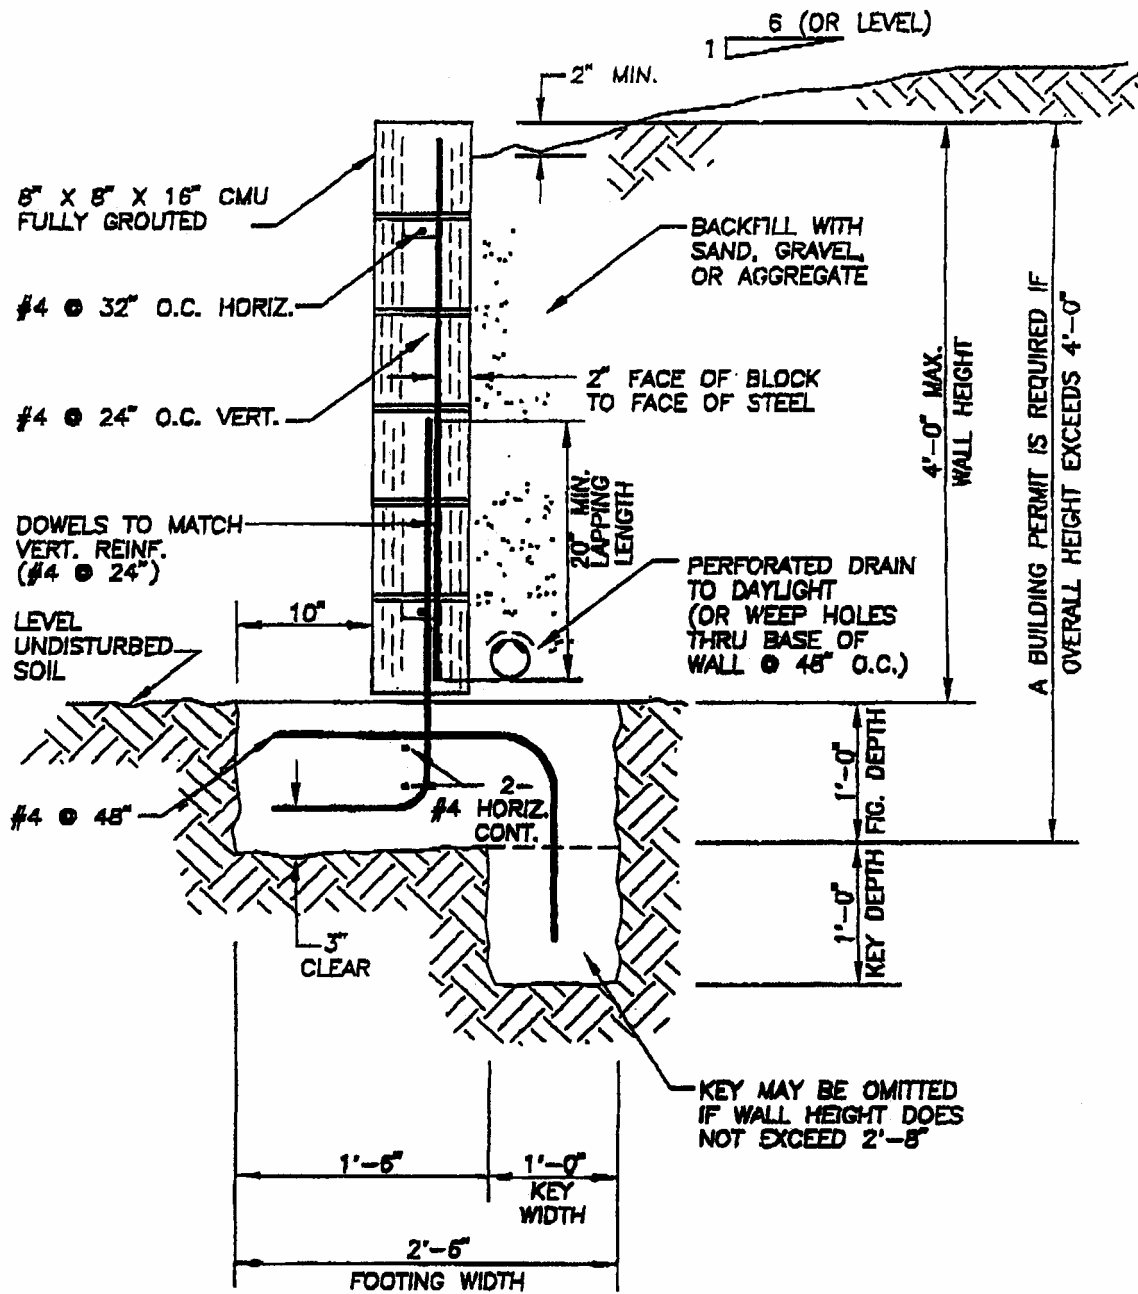 6 (OR LEVEL)
1
2" MIN.
8" X 8" X 16" CMU
FULLY GROUTED
BACKFILL WITH
SAND, GRAVEL,
OR AGGREGATE
#4 @ 32" O.C. HORIZ.
2" FACE OF BLOCK
TO FACE OF STEEL
#4 @ 24" O.C. VERT.
4'-0" MAX.
WALL HEIGHT
A BUILDING PERMIT IS REQUIRED IF
OVERALL HEIGHT EXCEEDS 4'-0"
20" MIN.
LAPPING
LENGTH
DOWELS TO MATCH
VERT. REINF.
(#4 @ 24")
PERFORATED DRAIN
TO DAYLIGHT
(OR WEEP HOLES
THRU BASE OF
WALL @ 48" O.C.)
10"
LEVEL
UNDISTURBED
SOIL
1'-0"
FIG. DEPTH
2-
#4 HORIZ.
CONT.
#4 @ 48"
1'-0"
KEY DEPTH
3"
CLEAR
KEY MAY BE OMITTED
IF WALL HEIGHT DOES
NOT EXCEED 2'-8"
1'-6"
1'-0"
KEY
WIDTH
2'-6"
FOOTING WIDTH